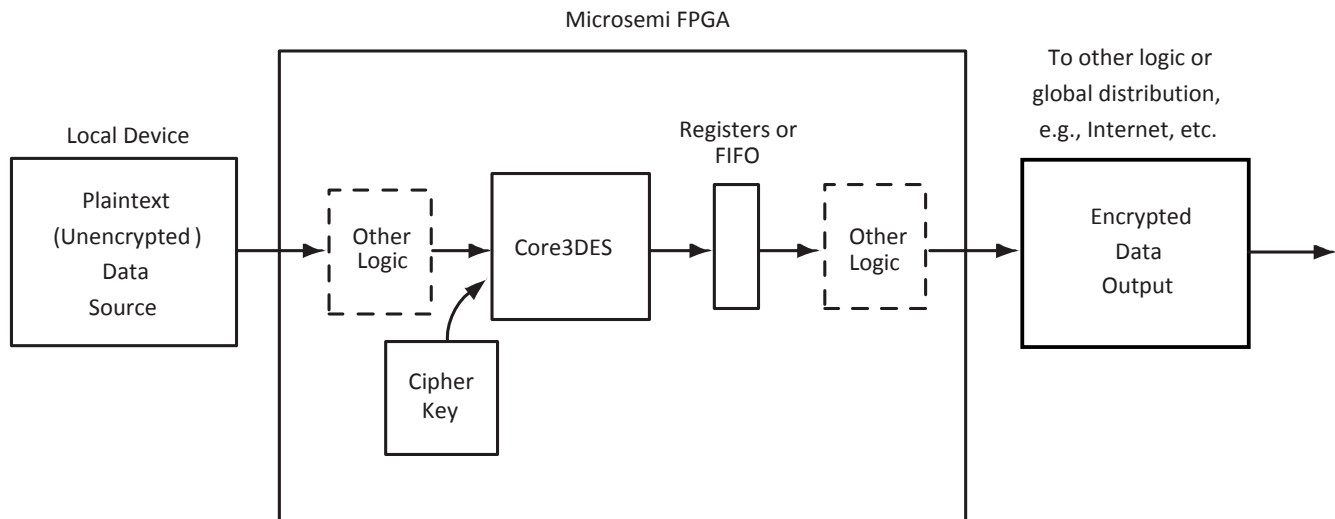 Microsemi FPGA
To other logic or
global distribution,
e.g., Internet, etc.
Local Device
Registers or
FIFO
Plaintext
(Unencrypted )
Data
Source
Other
Logic
Core3DES
Other
Logic
Encrypted
Data
Output
Cipher
Key